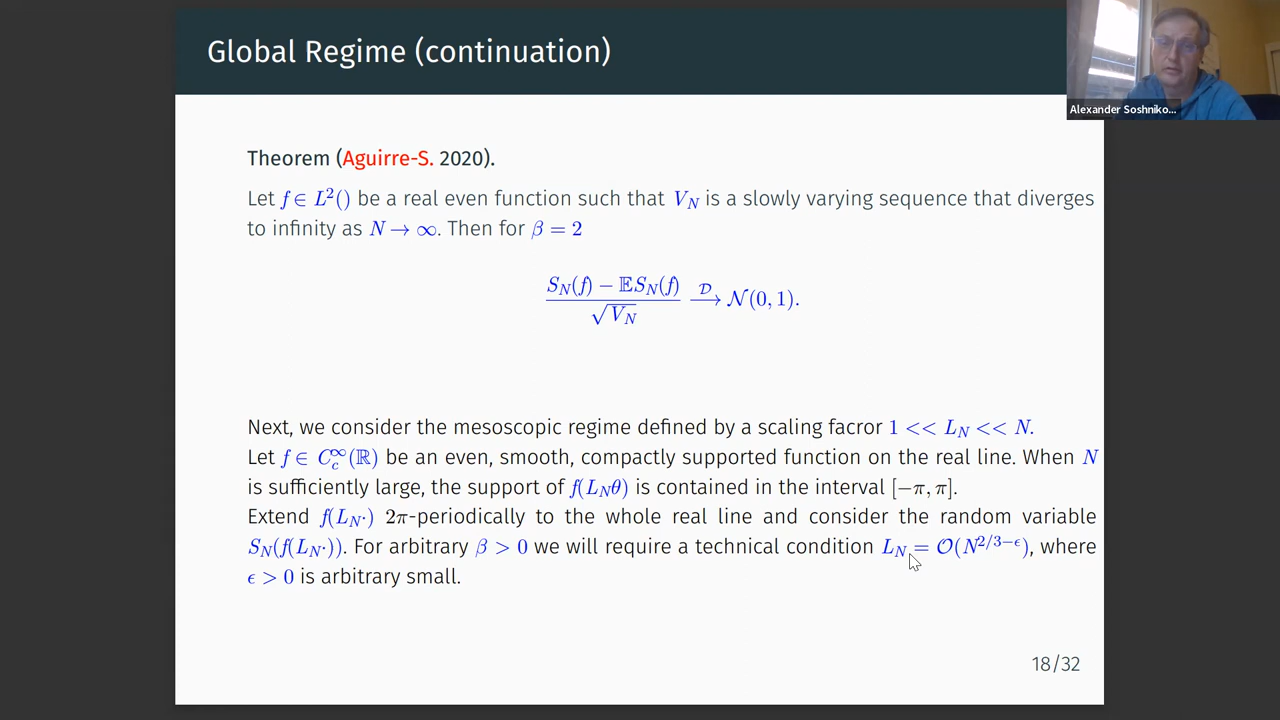 Global Regime (continuation)
Alexander Soshniko...
Theorem (Aguirre-S. 2020).
Let f ∈ L²() be a real even function such that V_N is a slowly varying sequence that diverges
to infinity as N → ∞. Then for β = 2
\frac{S_N(f) − 𝔼S_N(f)}{\sqrt{V_N}} \xrightarrow{𝒟} 𝒩(0, 1).
Next, we consider the mesoscopic regime defined by a scaling facror 1 << L_N << N.
Let f ∈ C_c^∞(ℝ) be an even, smooth, compactly supported function on the real line. When N
is sufficiently large, the support of f(L_Nθ) is contained in the interval [−π, π].
Extend f(L_N·) 2π-periodically to the whole real line and consider the random variable
S_N(f(L_N·)). For arbitrary β > 0 we will require a technical condition L_N = 𝒪(N^{2/3−ϵ}), where
ϵ > 0 is arbitrary small.
18/32